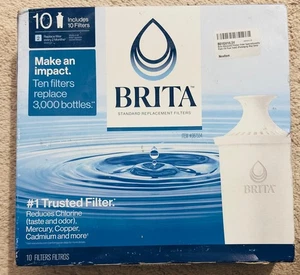 10 Includes
10 Filters
Make an
impact.
Ten filters
replace
3,000 bottles.**
BRITA®
STANDARD REPLACEMENT FILTERS
BRITA®
#1 Trusted Filter,*
Reduces Chlorine
(taste and odor),
Mercury, Copper,
Cadmium and more†
10 FILTERS FILTROS